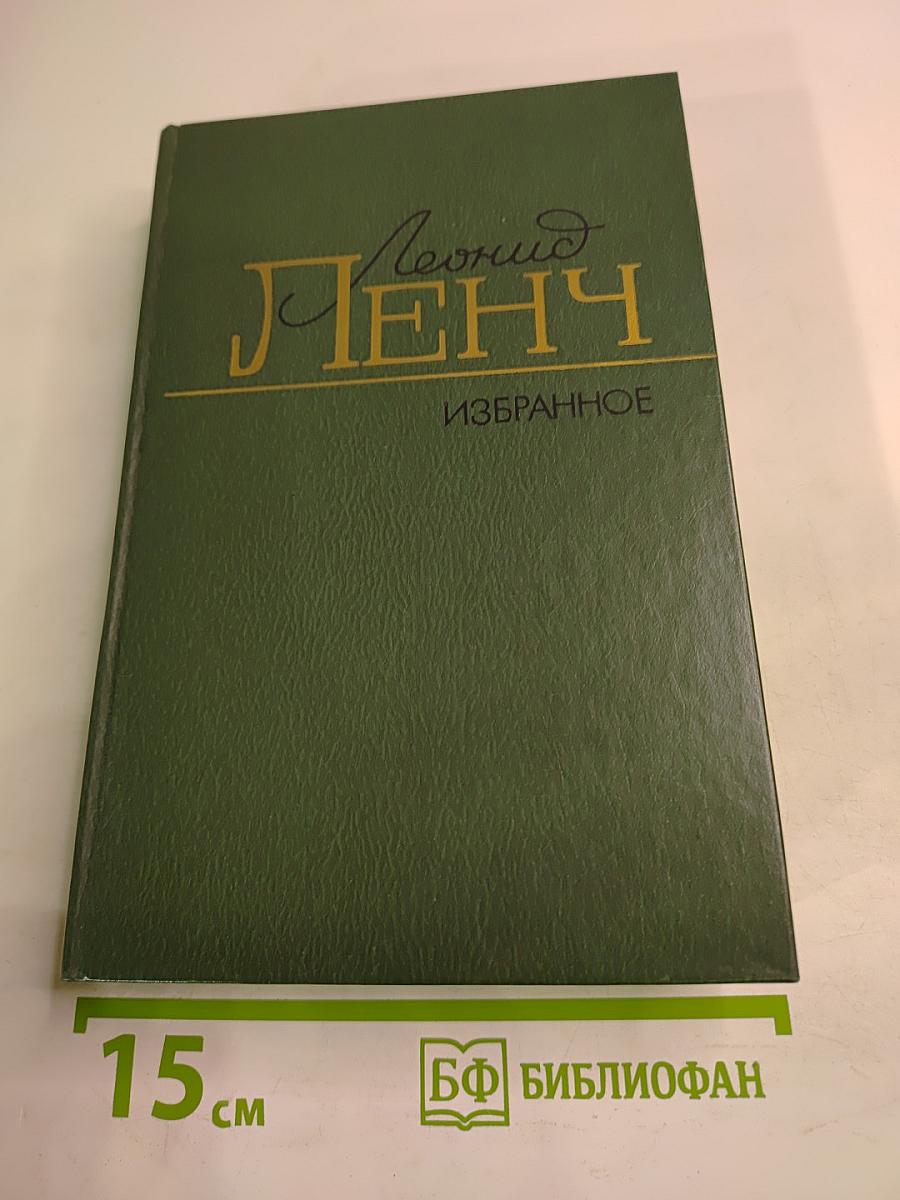 Леонид
ЛЕНЧ
ИЗБРАННОЕ
15 см
БФ БИБЛИОФАН